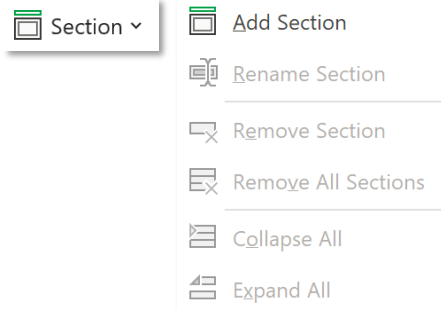 Section
Add Section
Rename Section
Remove Section
Remove All Sections
Collapse All
Expand All